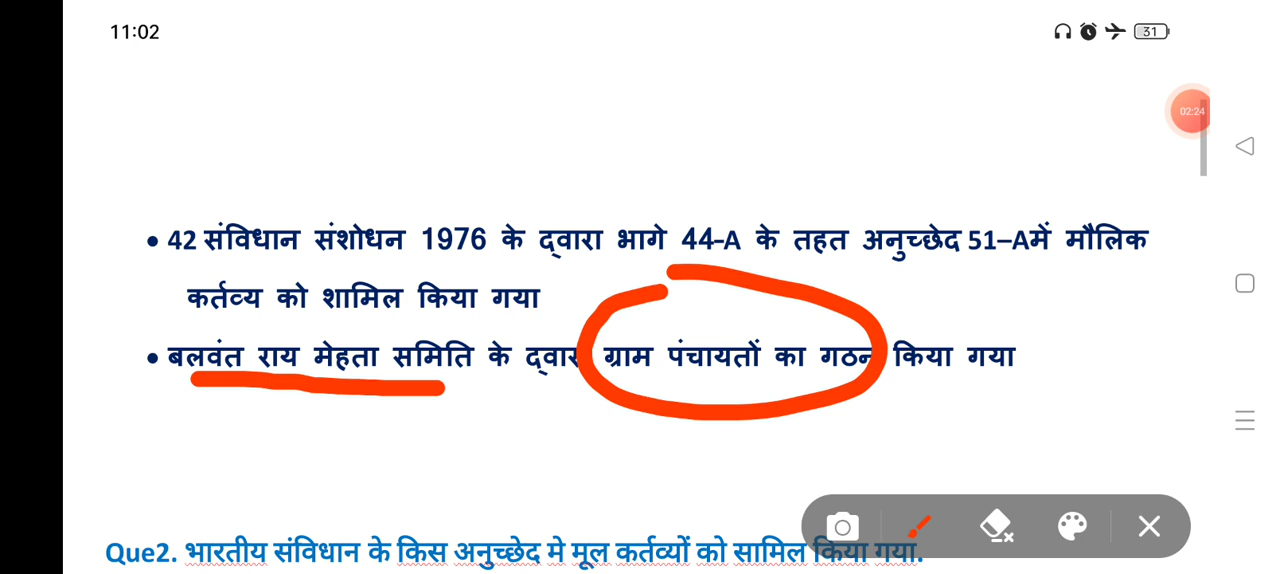 11:02
31
02:24
• 42 संविधान संशोधन 1976 के द्वारा भागे 44-A के तहत अनुच्छेद 51–Aमें मौलिक
कर्तव्य को शामिल किया गया
• बलवंत राय मेहता समिति के द्वारा ग्राम पंचायतों का गठन किया गया
Que2. भारतीय संविधान के किस अनुच्छेद मे मूल कर्तव्यों को सामिल किया गया.